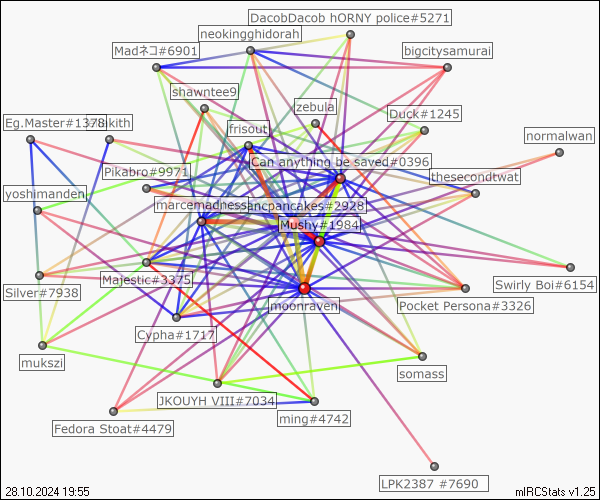 DacobDacob hORNY police#5271
neokingghidorah
Madネコ#6901
bigcitysamurai
shawntee9
zebula
Duck#1245
Eg.Master#1378
frisout
normalwan
Can anything be saved#0396
Pikabro#9971
thesecondtwat
yoshimanden
marcemadness
ancpancakes#2928
Mushy#1984
Majestic#3375
Swirly Boi#6154
Silver#7938
moonraven
Pocket Persona#3326
Cypha#1717
mukszi
somass
JKOUYH VIII#7034
ming#4742
Fedora Stoat#4479
LPK2387 #7690
28.10.2024 19:55
mIRCStats v1.25